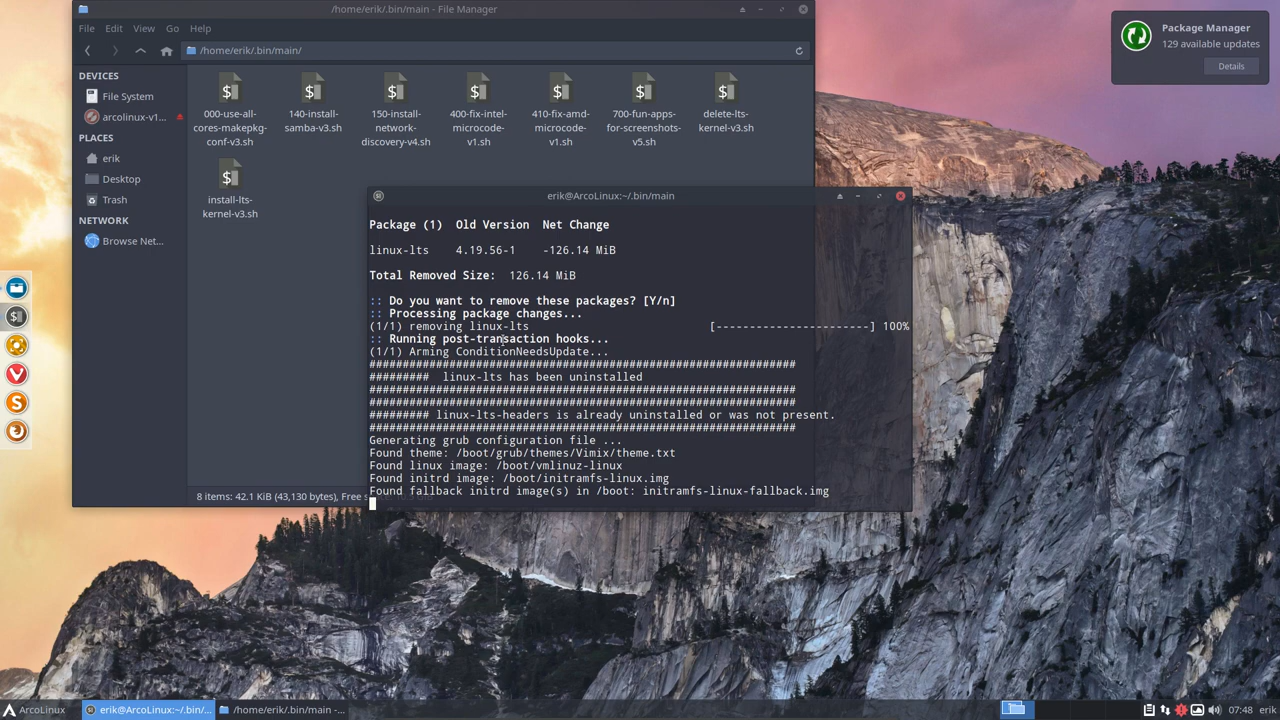 /home/erik/.bin/main - File Manager
File Edit View Go Help
/home/erik/.bin/main/
DEVICES
File System
arcolinux-v1...
PLACES
erik
Desktop
Trash
NETWORK
Browse Net...
000-use-all-
cores-makepkg-
conf-v3.sh
140-install-
samba-v3.sh
150-install-
network-
discovery-v4.sh
400-fix-intel-
microcode-
v1.sh
410-fix-amd-
microcode-
v1.sh
700-fun-apps-
for-screenshots-
v5.sh
delete-lts-
kernel-v3.sh
install-lts-
kernel-v3.sh
8 items: 42.1 KiB (43,130 bytes), Free s
Package Manager
129 available updates
Details
erik@ArcoLinux:~/.bin/main
Package (1)  Old Version  Net Change
linux-lts    4.19.56-1    -126.14 MiB
Total Removed Size:  126.14 MiB
:: Do you want to remove these packages? [Y/n]
:: Processing package changes...
(1/1) removing linux-lts [-----------------------] 100%
:: Running post-transaction hooks...
(1/1) Arming ConditionNeedsUpdate...
################################################################
#########  linux-lts has been uninstalled
################################################################
################################################################
######### linux-lts-headers is already uninstalled or was not present.
################################################################
Generating grub configuration file ...
Found theme: /boot/grub/themes/Vimix/theme.txt
Found linux image: /boot/vmlinuz-linux
Found initrd image: /boot/initramfs-linux.img
Found fallback initrd image(s) in /boot: initramfs-linux-fallback.img
ArcoLinux
erik@ArcoLinux:~/.bin/...
/home/erik/.bin/main -...
07:48 erik